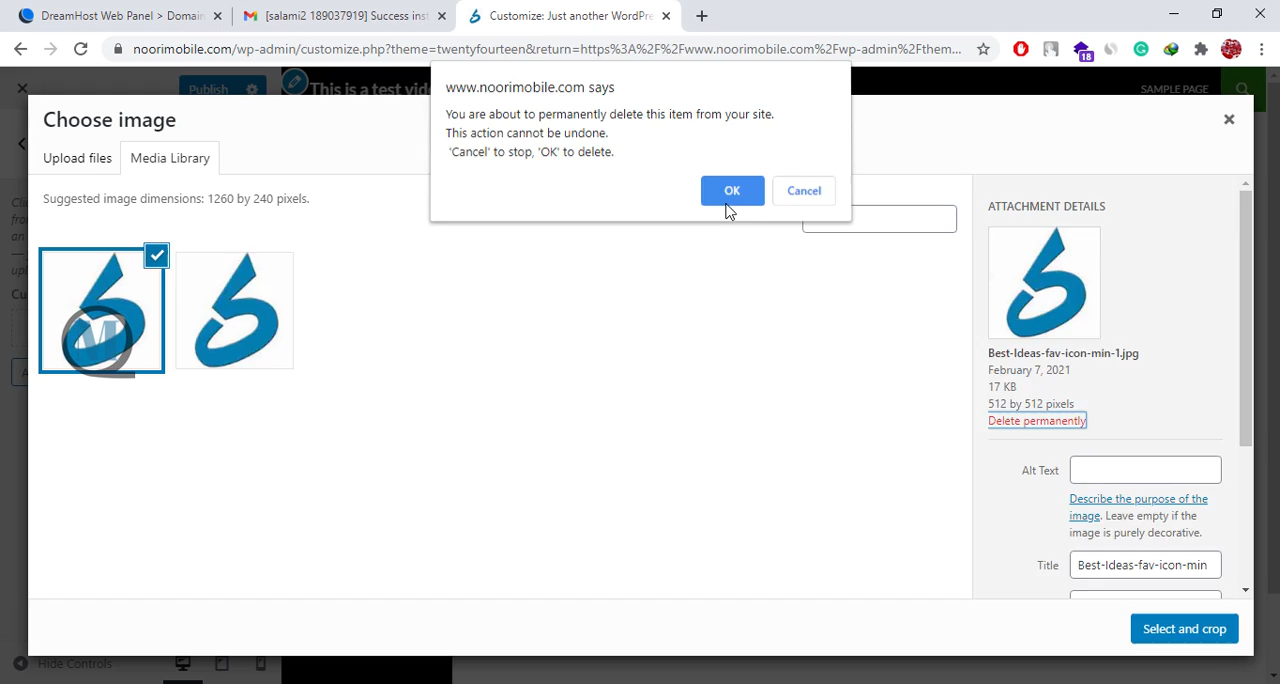 DreamHost Web Panel > Domain
[salami2 189037919] Success inst
Customize: Just another WordPre
noorimobile.com/wp-admin/customize.php?theme=twentyfourteen&return=https%3A%2F%2Fwww.noorimobile.com%2Fwp-admin%2Fthem...
18
Publish
This is a test vide
SAMPLE PAGE
www.noorimobile.com says
You are about to permanently delete this item from your site.
This action cannot be undone.
'Cancel' to stop, 'OK' to delete.
OK
Cancel
Choose image
Upload files
Media Library
Suggested image dimensions: 1260 by 240 pixels.
ATTACHMENT DETAILS
Best-Ideas-fav-icon-min-1.jpg
February 7, 2021
17 KB
512 by 512 pixels
Delete permanently
Alt Text
Describe the purpose of the
image. Leave empty if the
image is purely decorative.
Title
Best-Ideas-fav-icon-min
Select and crop
Hide Controls